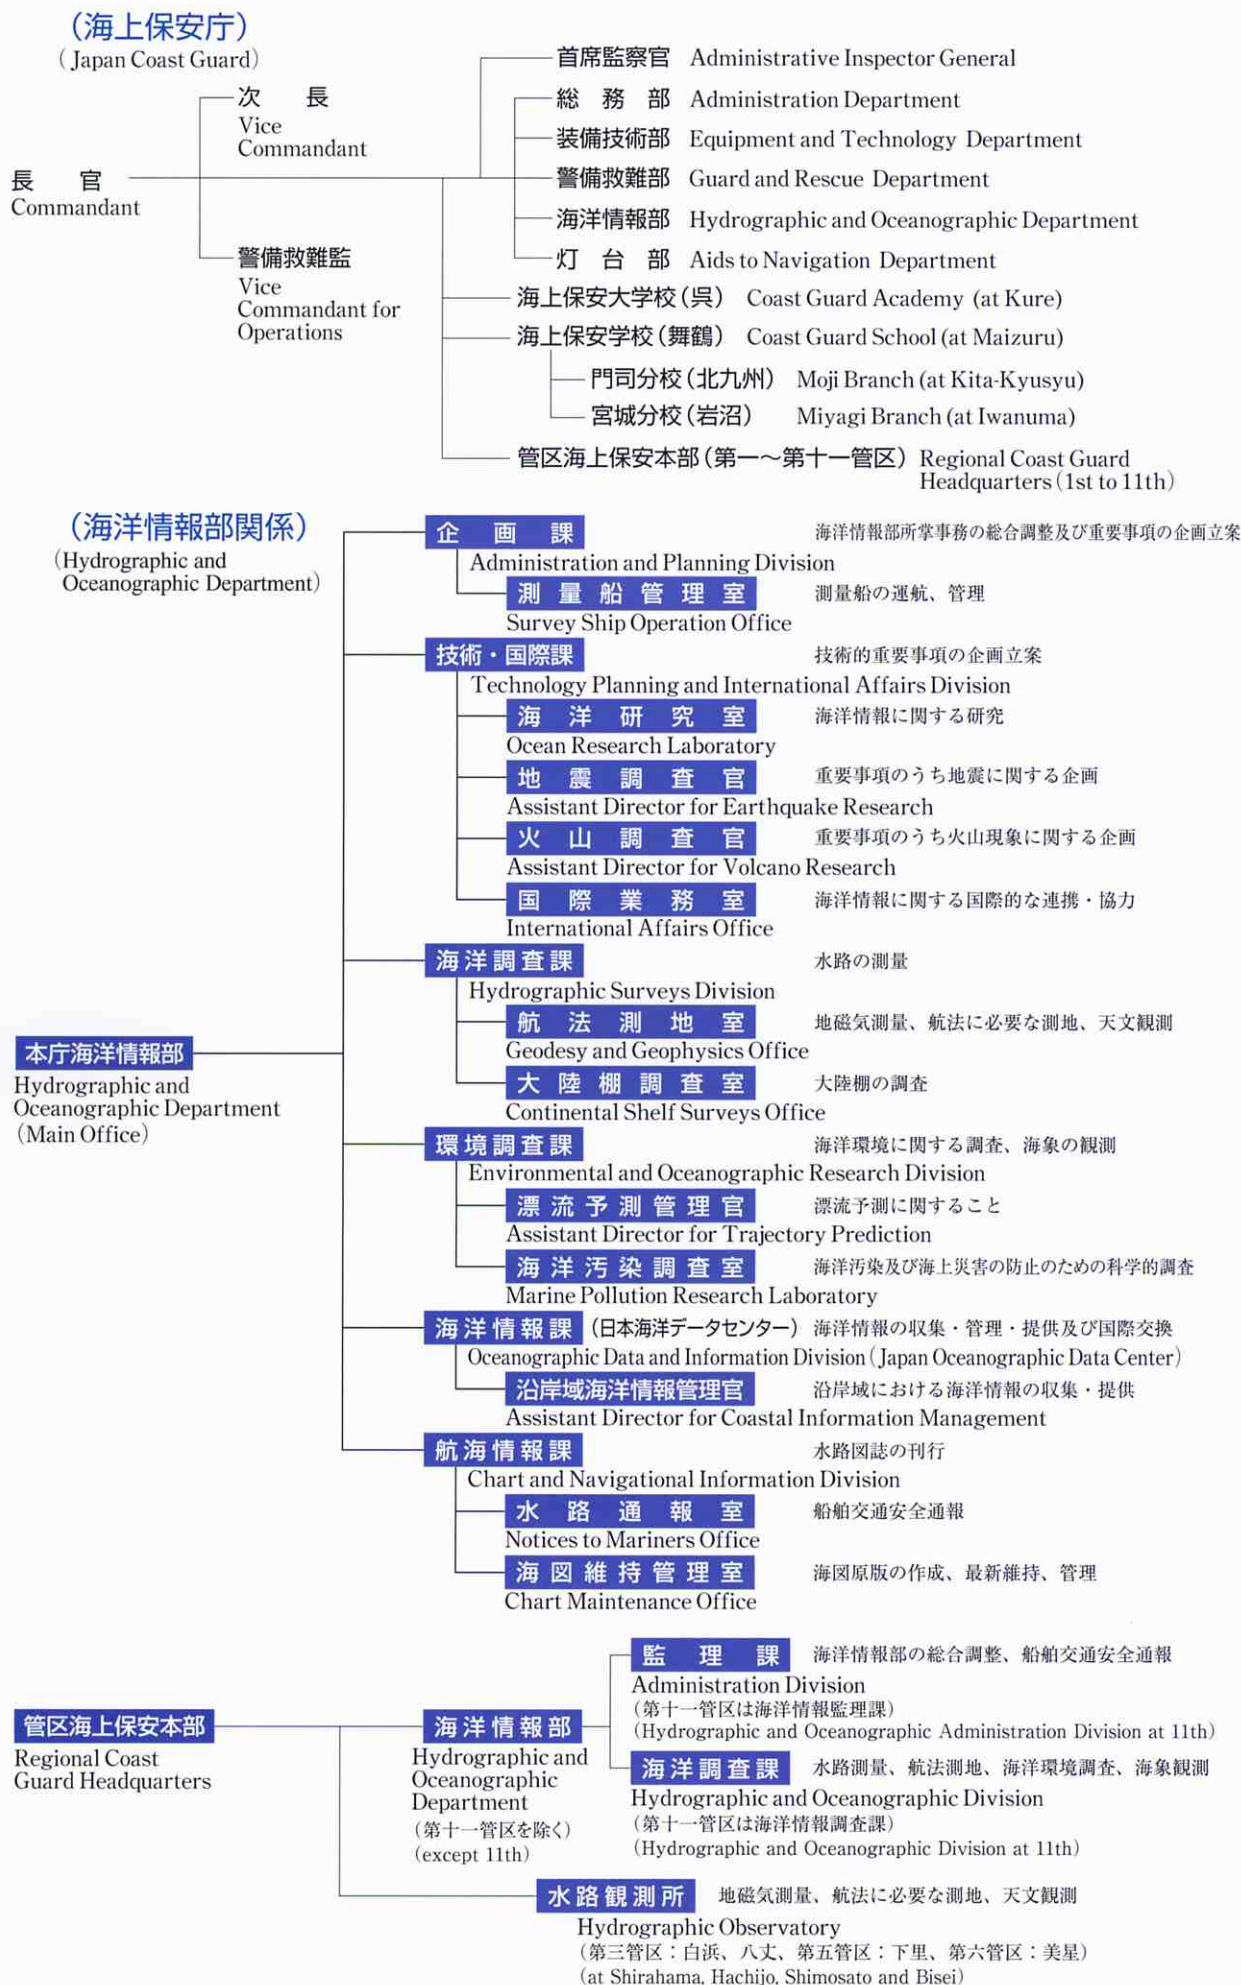 (海上保安庁)
(Japan Coast Guard)
首席監察官 Administrative Inspector General
次 長
Vice
Commandant
総 務 部 Administration Department
装備技術部 Equipment and Technology Department
長 官
Commandant
警備救難部 Guard and Rescue Department
海洋情報部 Hydrographic and Oceanographic Department
警備救難監
Vice
Commandant for
Operations
灯 台 部 Aids to Navigation Department
海上保安大学校(呉) Coast Guard Academy (at Kure)
海上保安学校(舞鶴) Coast Guard School (at Maizuru)
門司分校(北九州) Moji Branch (at Kita-Kyusyu)
宮城分校(岩沼) Miyagi Branch (at Iwanuma)
管区海上保安本部(第一～第十一管区) Regional Coast Guard
Headquarters (1st to 11th)
(海洋情報部関係)
(Hydrographic and
Oceanographic Department)
企 画 課 海洋情報部所掌事務の総合調整及び重要事項の企画立案
Administration and Planning Division
測量船管理室 測量船の運航、管理
Survey Ship Operation Office
技術・国際課 技術的重要事項の企画立案
Technology Planning and International Affairs Division
海洋研究室 海洋情報に関する研究
Ocean Research Laboratory
地震調査官 重要事項のうち地震に関する企画
Assistant Director for Earthquake Research
火山調査官 重要事項のうち火山現象に関する企画
Assistant Director for Volcano Research
国際業務室 海洋情報に関する国際的な連携・協力
International Affairs Office
海洋調査課 水路の測量
Hydrographic Surveys Division
航法測地室 地磁気測量、航法に必要な測地、天文観測
Geodesy and Geophysics Office
本庁海洋情報部
Hydrographic and
Oceanographic Department
(Main Office)
大陸棚調査室 大陸棚の調査
Continental Shelf Surveys Office
環境調査課 海洋環境に関する調査、海象の観測
Environmental and Oceanographic Research Division
漂流予測管理官 漂流予測に関すること
Assistant Director for Trajectory Prediction
海洋汚染調査室 海洋汚染及び海上災害の防止のための科学的調査
Marine Pollution Research Laboratory
海洋情報課 (日本海洋データセンター) 海洋情報の収集・管理・提供及び国際交換
Oceanographic Data and Information Division (Japan Oceanographic Data Center)
沿岸域海洋情報管理官 沿岸域における海洋情報の収集・提供
Assistant Director for Coastal Information Management
航海情報課 水路図誌の刊行
Chart and Navigational Information Division
水路通報室 船舶交通安全通報
Notices to Mariners Office
海図維持管理室 海図原版の作成、最新維持、管理
Chart Maintenance Office
監 理 課 海洋情報部の総合調整、船舶交通安全通報
Administration Division
(第十一管区は海洋情報監理課)
(Hydrographic and Oceanographic Administration Division at 11th)
管区海上保安本部
Regional Coast
Guard Headquarters
海洋情報部
Hydrographic and
Oceanographic
Department
(第十一管区を除く)
(except 11th)
海洋調査課 水路測量、航法測地、海洋環境調査、海象観測
Hydrographic and Oceanographic Division
(第十一管区は海洋情報調査課)
(Hydrographic and Oceanographic Division at 11th)
水路観測所 地磁気測量、航法に必要な測地、天文観測
Hydrographic Observatory
(第三管区：白浜、八丈、第五管区：下里、第六管区：美星)
(at Shirahama, Hachijo, Shimosato and Bisei)